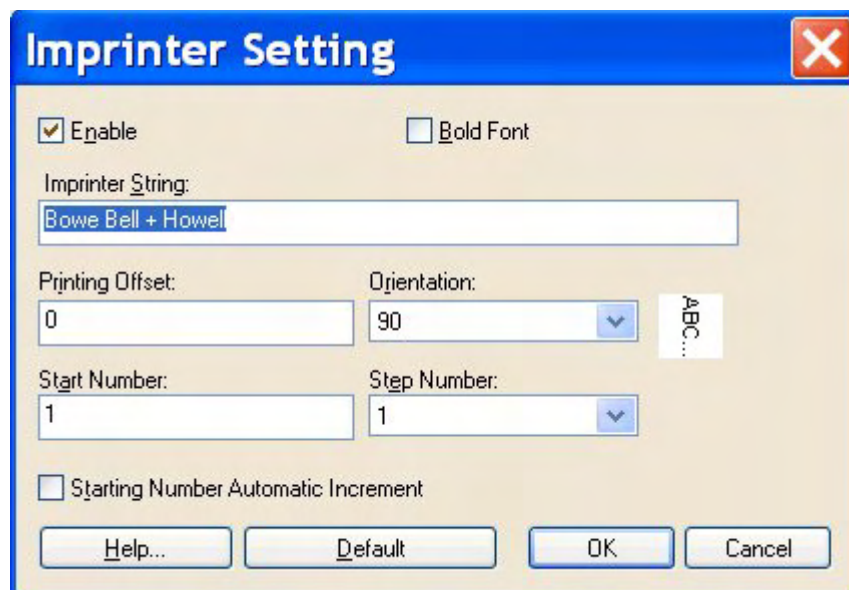 Imprinter Setting
Enable Bold Font
Imprinter String:
Bowe Bell + Howell
Printing Offset: Orientation:
0 90 ABC...
Start Number: Step Number:
1 1
Starting Number Automatic Increment
Help... Default OK Cancel